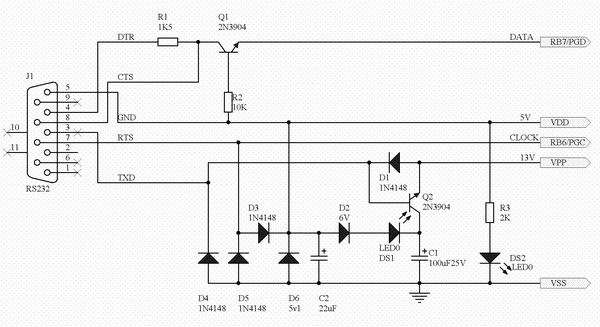 R1
1K5
Q1
2N3904
DTR
DATA
RB7/PGD
J1
CTS
5
9
4
8
3
7
2
6
1
10
11
RS232
R2
10K
GND
5V
VDD
RTS
CLOCK
RB6/PGC
13V
VPP
TXD
D1
1N4148
Q2
2N3904
R3
2K
D3
1N4148
D2
6V
LED0
DS1
C1
100uF25V
DS2
LED0
VSS
D4
1N4148
D5
1N4148
D6
5v1
C2
22uF